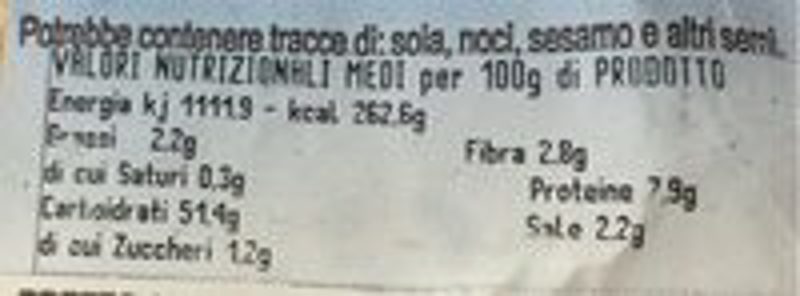 Potrebbe contenere tracce di: soia, noci, sesamo e altri semi.
VALORI NUTRIZIONALI MEDI per 100g di PRODOTTO
Energia kj 1111.9 - kcal 262.6g
Grassi 2.2g
di cui Saturi 0.3g
Carboidrati 51.4g
di cui Zuccheri 1.2g
Fibra 2.8g
Proteine 7.9g
Sale 2.2g